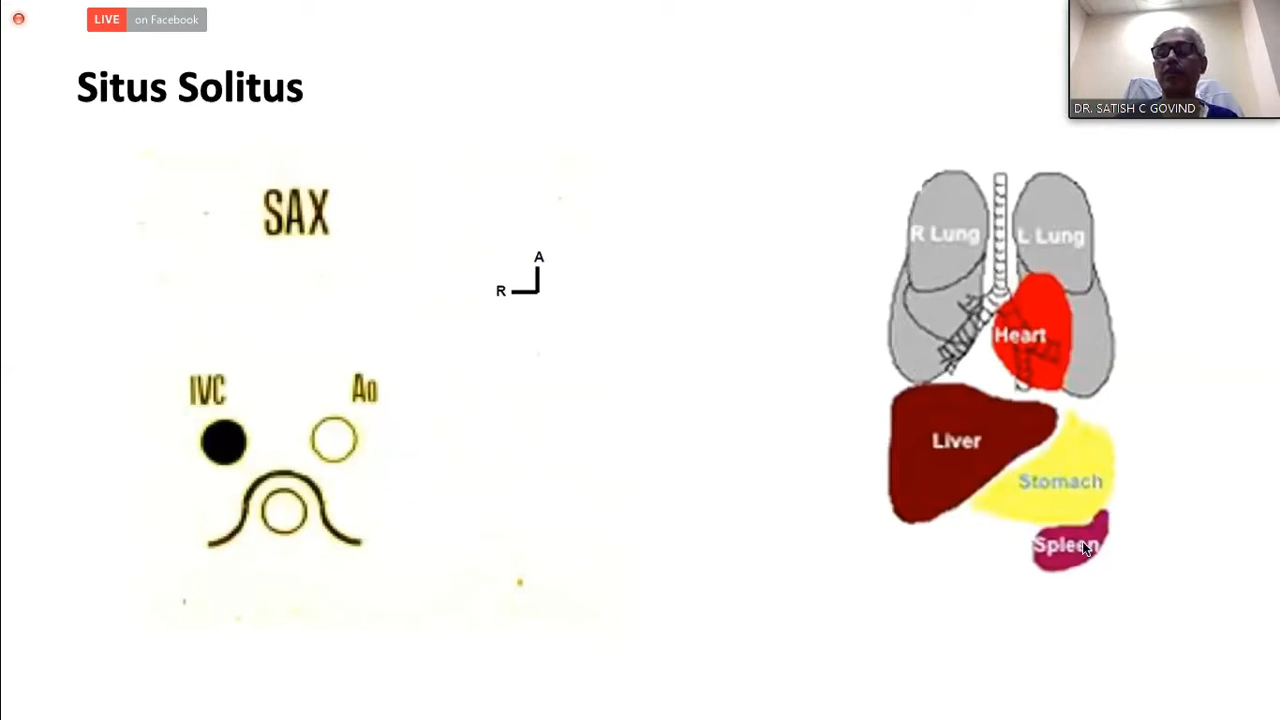 LIVE on Facebook
DR. SATISH C GOVIND
Situs Solitus
SAX
A
R
IVC Ao
R Lung L Lung
Heart
Liver
Stomach
Spleen